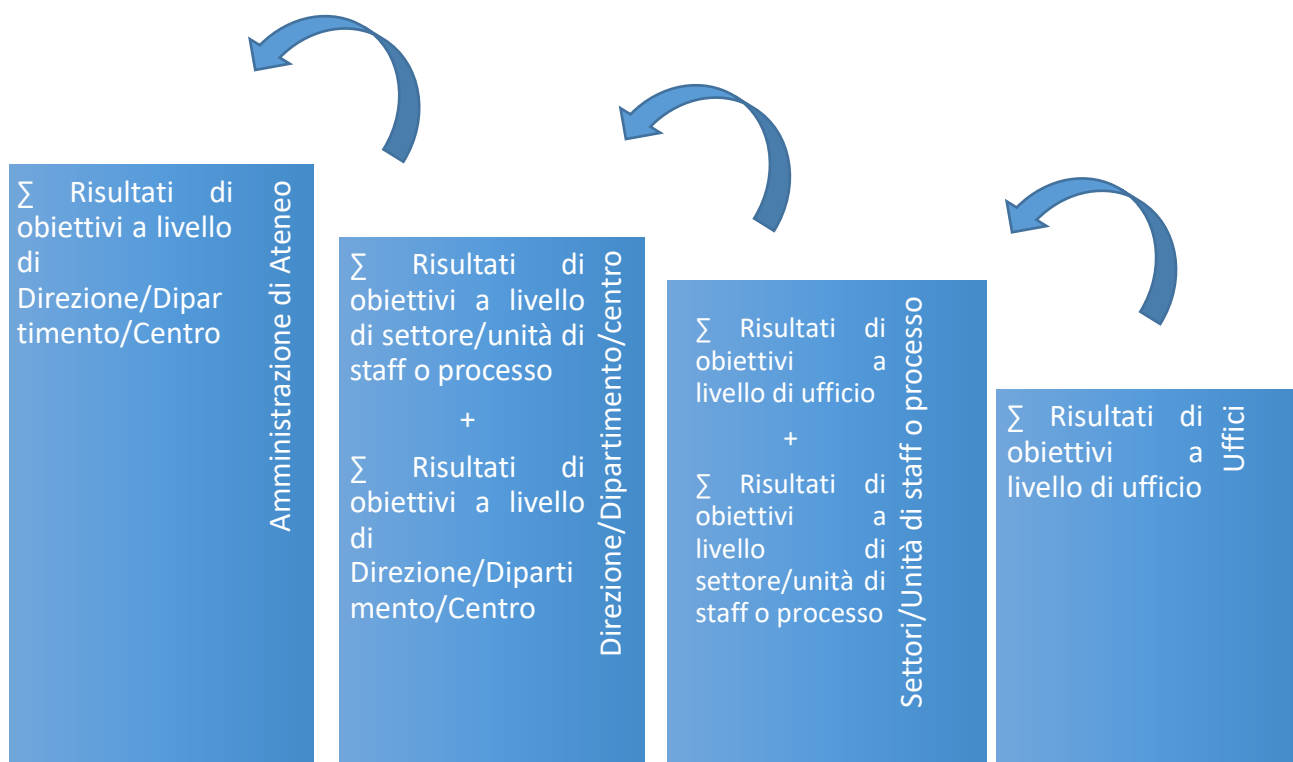 ∑ Risultati di
obiettivi a livello
di
Direzione/Dipar
timento/Centro
Amministrazione di Ateneo
∑ Risultati di
obiettivi a livello
di settore/unità di
staff o processo
+
∑ Risultati di
obiettivi a livello
di
Direzione/Diparti
mento/Centro
Direzione/Dipartimento/centro
∑ Risultati di
obiettivi a
livello di ufficio
+
∑ Risultati di
obiettivi a
livello di
settore/unità di
staff o processo
Settori/Unità di staff o processo
∑ Risultati di
obiettivi a
livello di ufficio
Uffici